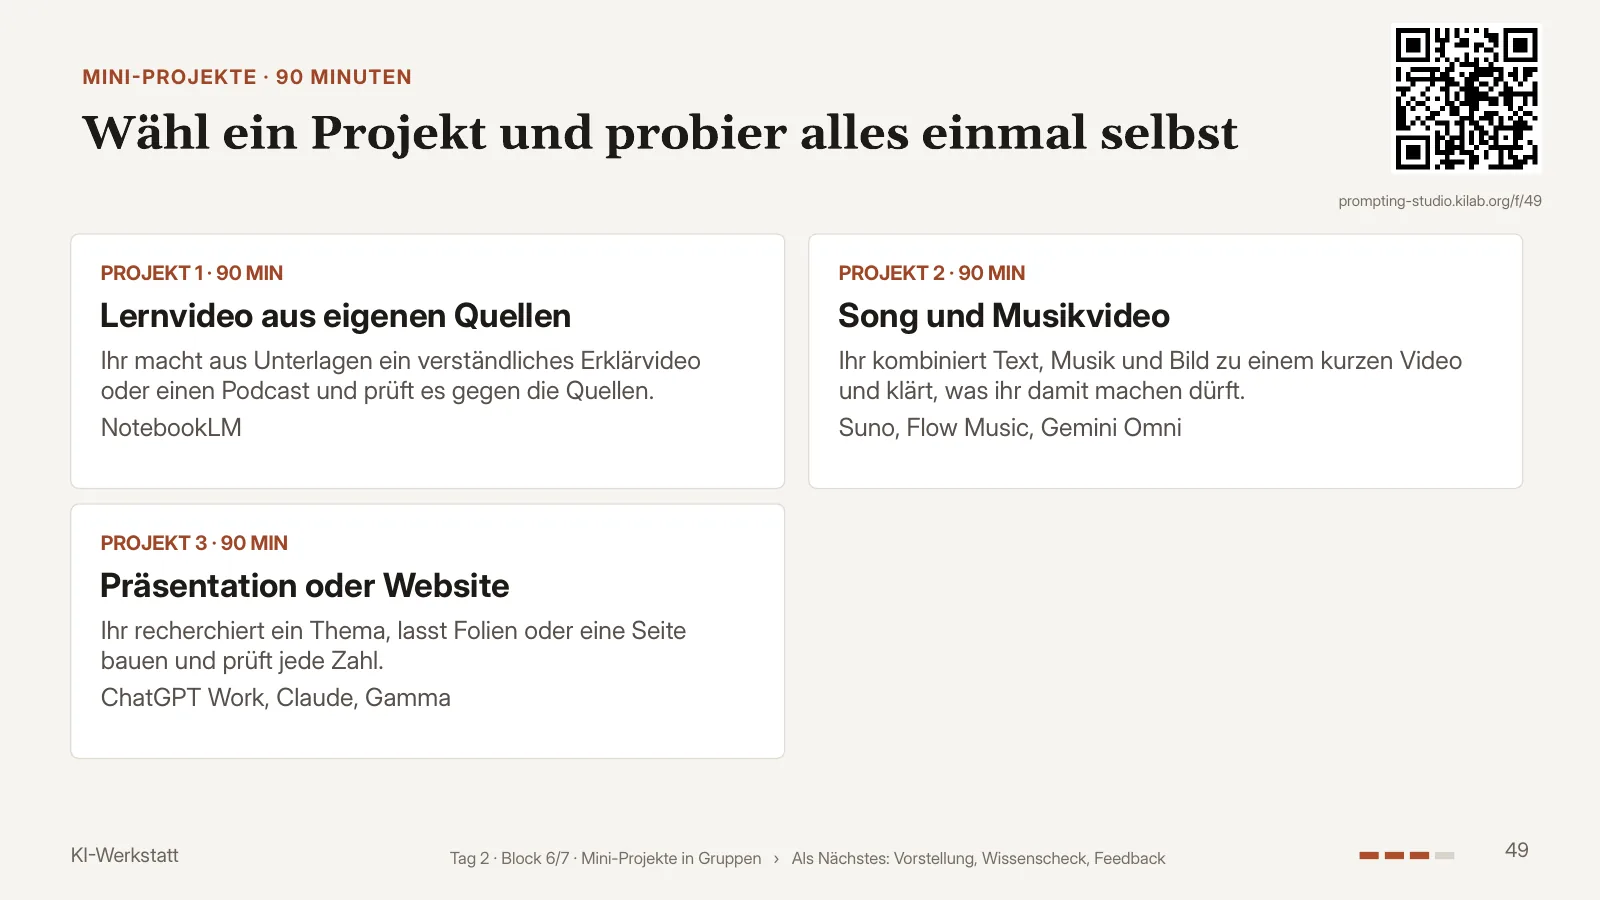 MINI-PROJEKTE · 90 MINUTEN
Wähl ein Projekt und probier alles einmal selbst
prompting-studio.kilab.org/f/49
PROJEKT 1 · 90 MIN
Lernvideo aus eigenen Quellen
Ihr macht aus Unterlagen ein verständliches Erklärvideo
oder einen Podcast und prüft es gegen die Quellen.
NotebookLM
PROJEKT 2 · 90 MIN
Song und Musikvideo
Ihr kombiniert Text, Musik und Bild zu einem kurzen Video
und klärt, was ihr damit machen dürft.
Suno, Flow Music, Gemini Omni
PROJEKT 3 · 90 MIN
Präsentation oder Website
Ihr recherchiert ein Thema, lasst Folien oder eine Seite
bauen und prüft jede Zahl.
ChatGPT Work, Claude, Gamma
KI-Werkstatt
Tag 2 · Block 6/7 · Mini-Projekte in Gruppen › Als Nächstes: Vorstellung, Wissenscheck, Feedback
49